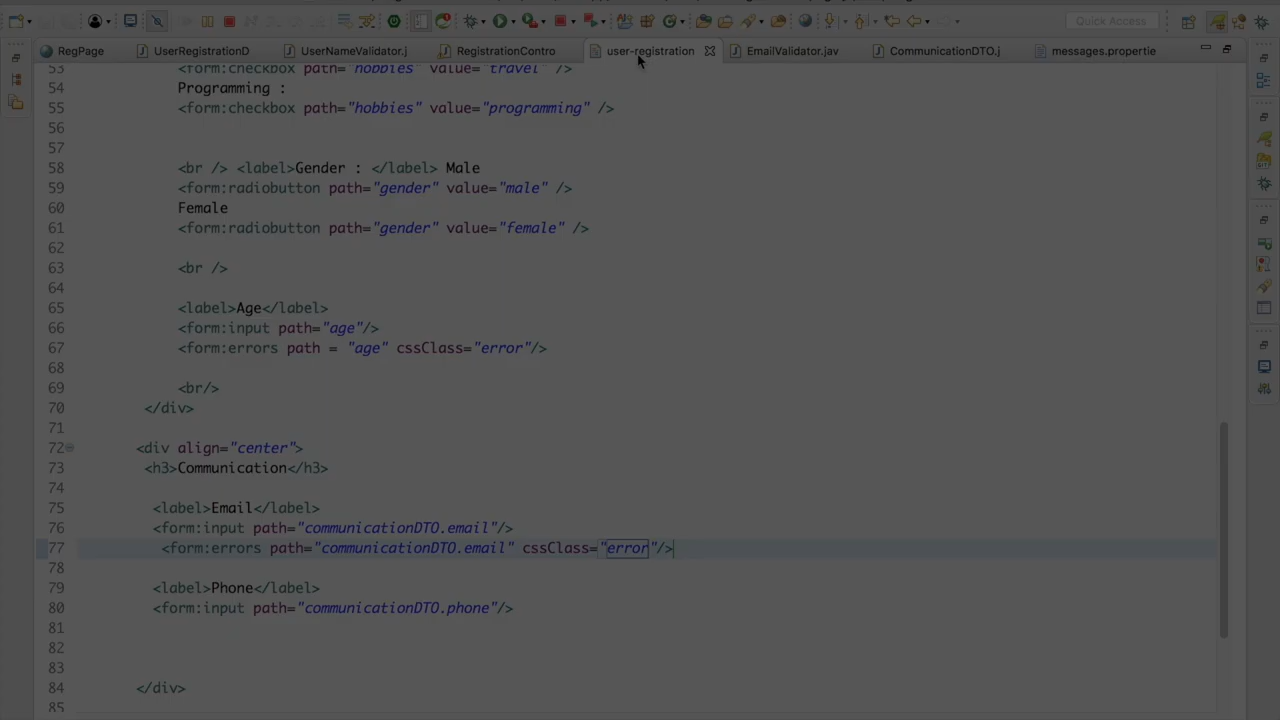 Quick Access
RegPage
UserRegistrationD
UserNameValidator.j
RegistrationContro
user-registration
EmailValidator.jav
CommunicationDTO.j
messages.propertie
53 <form:checkbox path="hobbies" value="travel" />
54 Programming :
55 <form:checkbox path="hobbies" value="programming" />
56
57
58 <br /> <label>Gender : </label> Male
59 <form:radiobutton path="gender" value="male" />
60 Female
61 <form:radiobutton path="gender" value="female" />
62
63 <br />
64
65 <label>Age</label>
66 <form:input path="age"/>
67 <form:errors path = "age" cssClass="error"/>
68
69 <br/>
70 </div>
71
72 <div align="center">
73 <h3>Communication</h3>
74
75 <label>Email</label>
76 <form:input path="communicationDTO.email"/>
77 <form:errors path="communicationDTO.email" cssClass="error"/>
78
79 <label>Phone</label>
80 <form:input path="communicationDTO.phone"/>
81
82
83
84 </div>
85